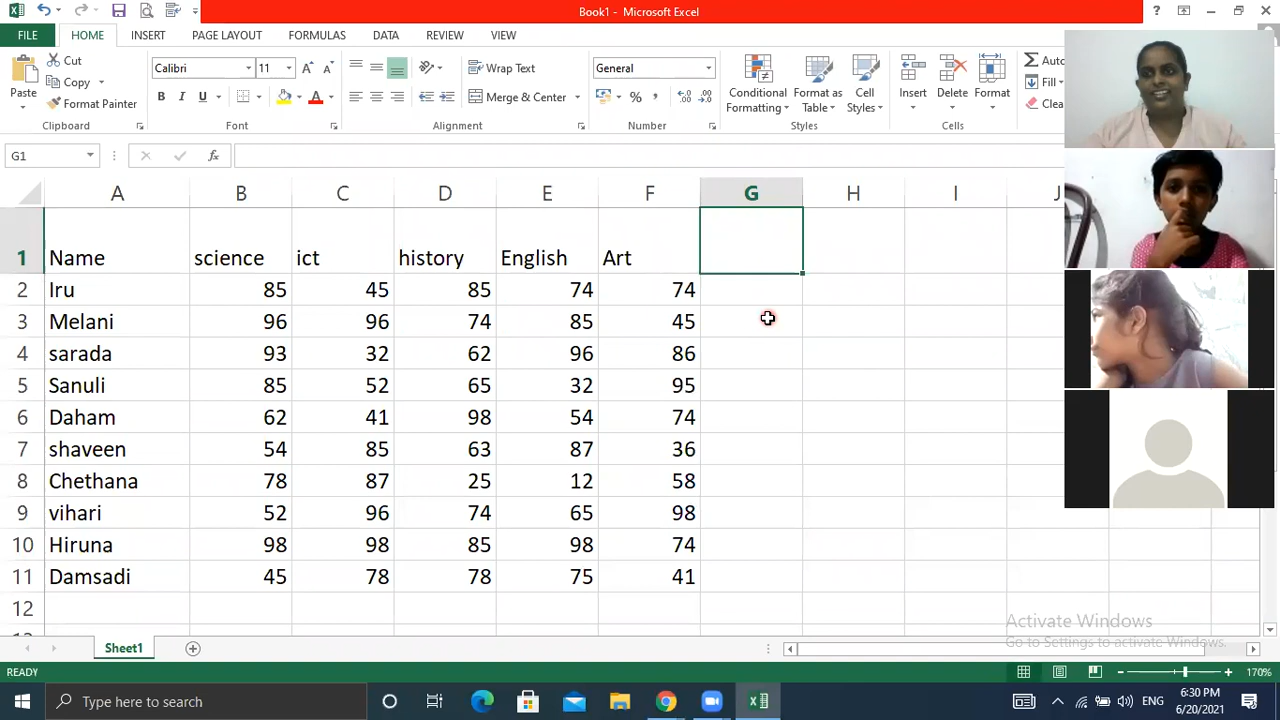 Book1 - Microsoft Excel
FILE HOME INSERT PAGE LAYOUT FORMULAS DATA REVIEW VIEW
Paste
Cut
Copy
Format Painter
Clipboard
Calibri 11
B I U
Font
Wrap Text
Merge & Center
Alignment
General
%
Number
Conditional Formatting
Format as Table
Cell Styles
Styles
Insert
Delete
Format
Cells
Auto
Fill
Clea
G1
A B C D E F G H I J
1 Name science ict history English Art
2 Iru 85 45 85 74 74
3 Melani 96 96 74 85 45
4 sarada 93 32 62 96 86
5 Sanuli 85 52 65 32 95
6 Daham 62 41 98 54 74
7 shaveen 54 85 63 87 36
8 Chethana 78 87 25 12 58
9 vihari 52 96 74 65 98
10 Hiruna 98 98 85 98 74
11 Damsadi 45 78 78 75 41
12
Activate Windows
Go to Settings to activate Windows.
Sheet1
READY
170%
Type here to search
ENG
6:30 PM
6/20/2021